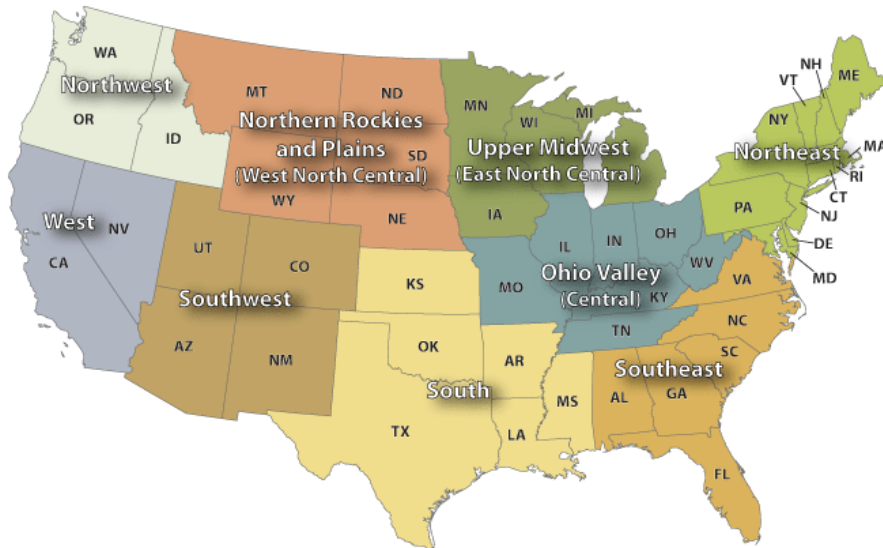 WA
Northwest
OR
ID
MT
ND
Northern Rockies
and Plains
(West North Central)
SD
WY
NE
MN
WI
MI
Upper Midwest
(East North Central)
IA
NH
VT
ME
NY
Northeast
MA
RI
CT
PA
NJ
DE
MD
West
NV
CA
UT
CO
Southwest
AZ
NM
IL
IN
OH
WV
Ohio Valley
(Central)
MO
KY
TN
KS
OK
AR
South
TX
LA
MS
VA
NC
SC
Southeast
AL
GA
FL